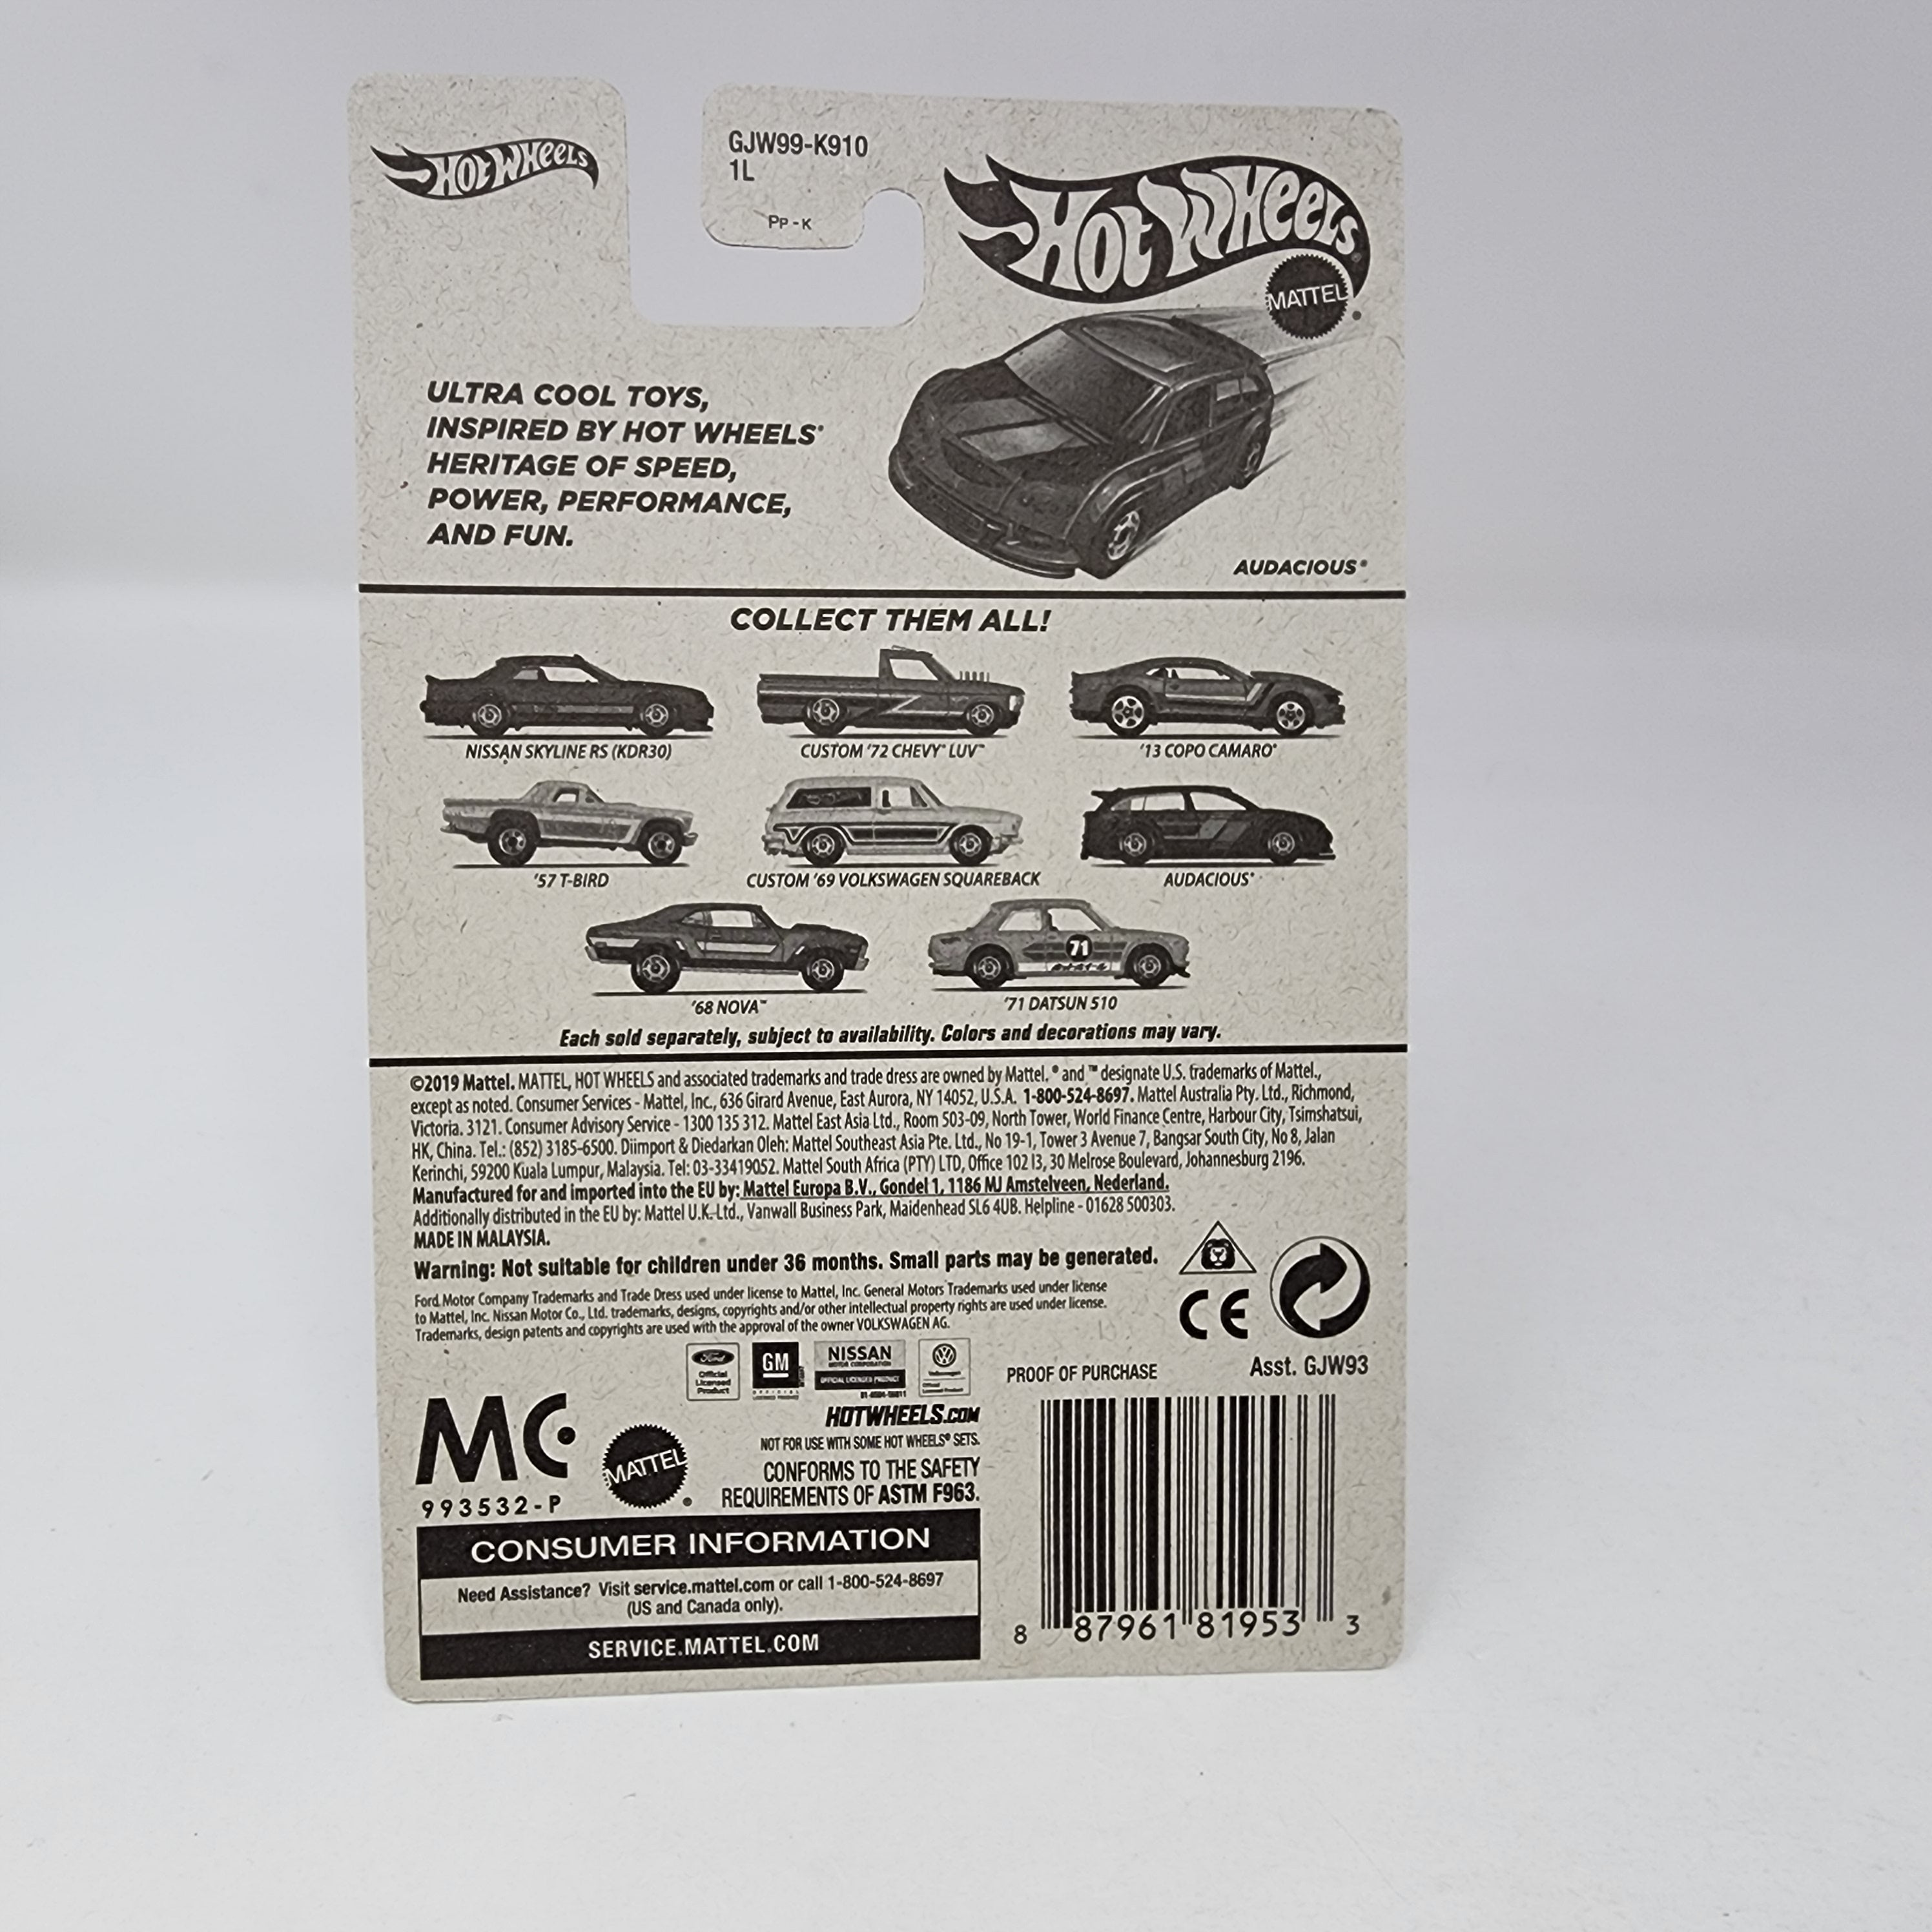 HOT WHEELS
GJW99-K910
1L
PP-K
HOT WHEELS
MATTEL
ULTRA COOL TOYS,
INSPIRED BY HOT WHEELS®
HERITAGE OF SPEED,
POWER, PERFORMANCE,
AND FUN.
AUDACIOUS®
COLLECT THEM ALL!
NISSAN SKYLINE RS (KDR30)
CUSTOM '72 CHEVY™ LUV™
'13 COPO CAMARO®
'57 T-BIRD
CUSTOM '69 VOLKSWAGEN SQUAREBACK
AUDACIOUS®
71
'68 NOVA™
'71 DATSUN 510
Each sold separately, subject to availability. Colors and decorations may vary.
©2019 Mattel. MATTEL, HOT WHEELS and associated trademarks and trade dress are owned by Mattel. ® and ™ designate U.S. trademarks of Mattel.,
except as noted. Consumer Services - Mattel, Inc., 636 Girard Avenue, East Aurora, NY 14052, U.S.A. 1-800-524-8697. Mattel Australia Pty. Ltd., Richmond,
Victoria. 3121. Consumer Advisory Service - 1300 135 312. Mattel East Asia Ltd., Room 503-09, North Tower, World Finance Centre, Harbour City, Tsimshatsui,
HK, China. Tel.: (852) 3185-6500. Diimport & Diedarkan Oleh: Mattel Southeast Asia Pte. Ltd., No 19-1, Tower 3 Avenue 7, Bangsar South City, No 8, Jalan
Kerinchi, 59200 Kuala Lumpur, Malaysia. Tel: 03-33419052. Mattel South Africa (PTY) LTD, Office 102 I3, 30 Melrose Boulevard, Johannesburg 2196.
Manufactured for and imported into the EU by: Mattel Europa B.V., Gondel 1, 1186 MJ Amstelveen, Nederland.
Additionally distributed in the EU by: Mattel U.K. Ltd., Vanwall Business Park, Maidenhead SL6 4UB. Helpline - 01628 500303.
MADE IN MALAYSIA.
Warning: Not suitable for children under 36 months. Small parts may be generated.
Ford Motor Company Trademarks and Trade Dress used under license to Mattel, Inc. General Motors Trademarks used under license
to Mattel, Inc. Nissan Motor Co., Ltd. trademarks, designs, copyrights and/or other intellectual property rights are used under license.
Trademarks, design patents and copyrights are used with the approval of the owner VOLKSWAGEN AG.
CE
Ford
Official
Licensed
Product
GM
NISSAN
MOTOR CORPORATION
OFFICIAL LICENSED PRODUCT
Volkswagen
Official
Licensed Product
PROOF OF PURCHASE
Asst. GJW93
MC
993532-P
MATTEL
HOTWHEELS.COM
NOT FOR USE WITH SOME HOT WHEELS® SETS.
CONFORMS TO THE SAFETY
REQUIREMENTS OF ASTM F963.
CONSUMER INFORMATION
Need Assistance? Visit service.mattel.com or call 1-800-524-8697
(US and Canada only).
SERVICE.MATTEL.COM
8 87961 81953 3